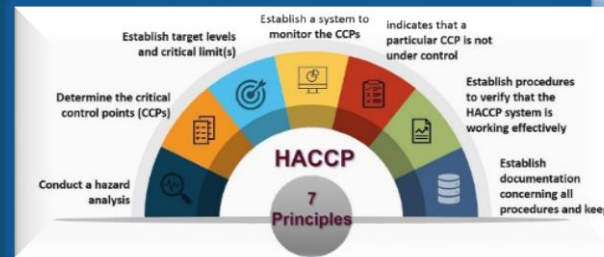 Conduct a hazard
analysis
Determine the critical
control points (CCPs)
Establish target levels
and critical limit(s)
Establish a system to
monitor the CCPs
indicates that a
particular CCP is not
under control
Establish procedures
to verify that the
HACCP system is
working effectively
Establish
documentation
concerning all
procedures and keep
HACCP
7
Principles